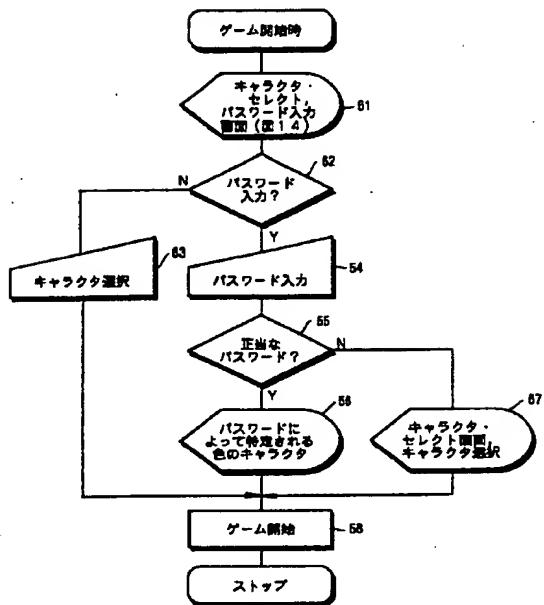 ゲーム開始時
キャラクタ・
セレクト,
パスワード入力
画面(図14)
51
52
パスワード
入力?
N
Y
53
キャラクタ選択
54
パスワード入力
55
正当な
パスワード?
N
Y
56
パスワードに
よって特定される
色のキャラクタ
57
キャラクタ・
セレクト画面,
キャラクタ選択
ゲーム開始
58
ストップ